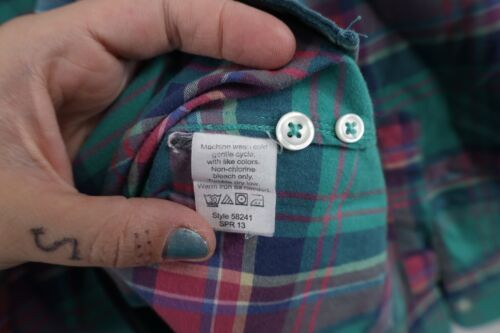 Machine wash cold
gentle cycle,
with like colors.
Non-chlorine
bleach only.
Tumble dry low.
Warm iron as needed.
Style 58241
SPR 13